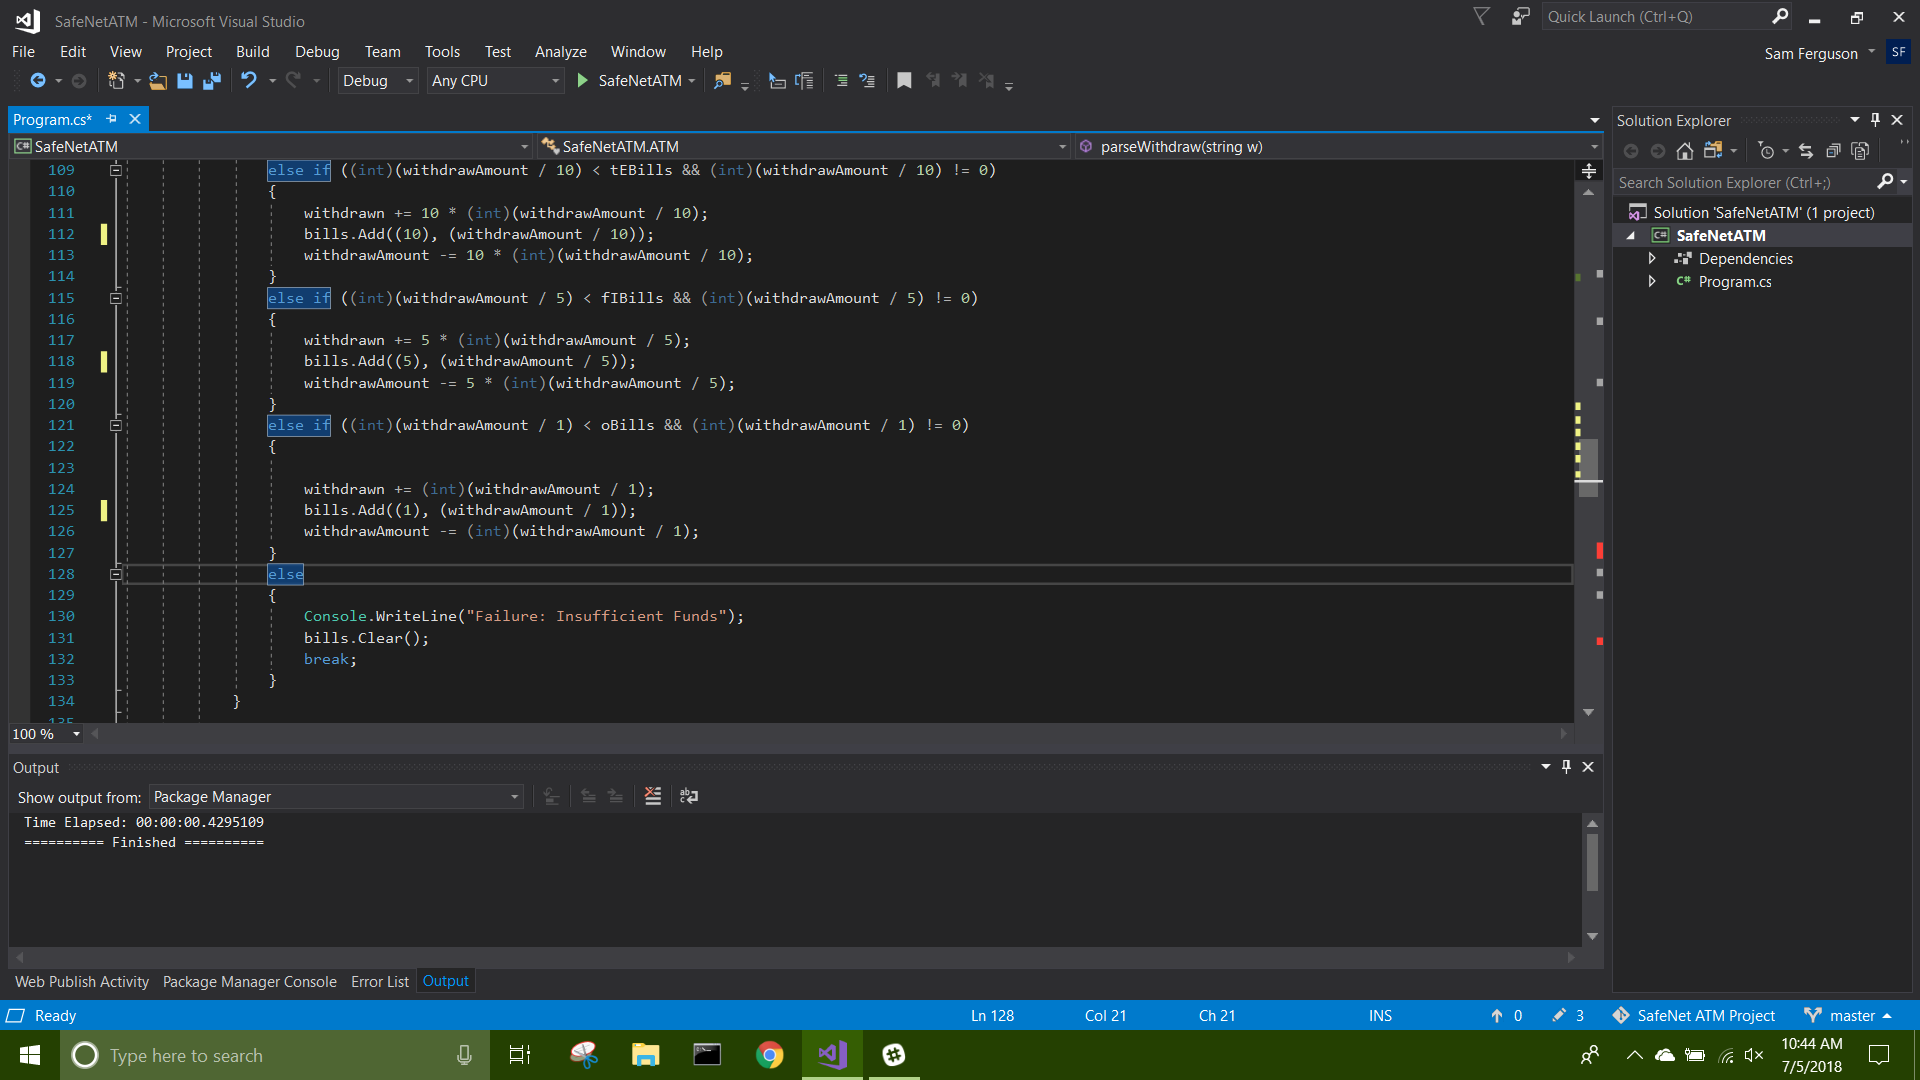 SafeNetATM - Microsoft Visual Studio
Quick Launch (Ctrl+Q)
File Edit View Project Build Debug Team Tools Test Analyze Window Help
Sam Ferguson SF
Debug Any CPU SafeNetATM
Program.cs*
SafeNetATM SafeNetATM.ATM parseWithdraw(string w)
109 else if ((int)(withdrawAmount / 10) < tEBills && (int)(withdrawAmount / 10) != 0)
110 {
111 withdrawn += 10 * (int)(withdrawAmount / 10);
112 bills.Add((10), (withdrawAmount / 10));
113 withdrawAmount -= 10 * (int)(withdrawAmount / 10);
114 }
115 else if ((int)(withdrawAmount / 5) < fIBills && (int)(withdrawAmount / 5) != 0)
116 {
117 withdrawn += 5 * (int)(withdrawAmount / 5);
118 bills.Add((5), (withdrawAmount / 5));
119 withdrawAmount -= 5 * (int)(withdrawAmount / 5);
120 }
121 else if ((int)(withdrawAmount / 1) < oBills && (int)(withdrawAmount / 1) != 0)
122 {
123
124 withdrawn += (int)(withdrawAmount / 1);
125 bills.Add((1), (withdrawAmount / 1));
126 withdrawAmount -= (int)(withdrawAmount / 1);
127 }
128 else
129 {
130 Console.WriteLine("Failure: Insufficient Funds");
131 bills.Clear();
132 break;
133 }
134 }
135
100 %
Solution Explorer
Search Solution Explorer (Ctrl+;)
Solution 'SafeNetATM' (1 project)
C# SafeNetATM
Dependencies
C# Program.cs
Output
Show output from: Package Manager
Time Elapsed: 00:00:00.4295109
========== Finished ==========
Web Publish Activity Package Manager Console Error List Output
Ready Ln 128 Col 21 Ch 21 INS 0 3 SafeNet ATM Project master
Type here to search
10:44 AM
7/5/2018